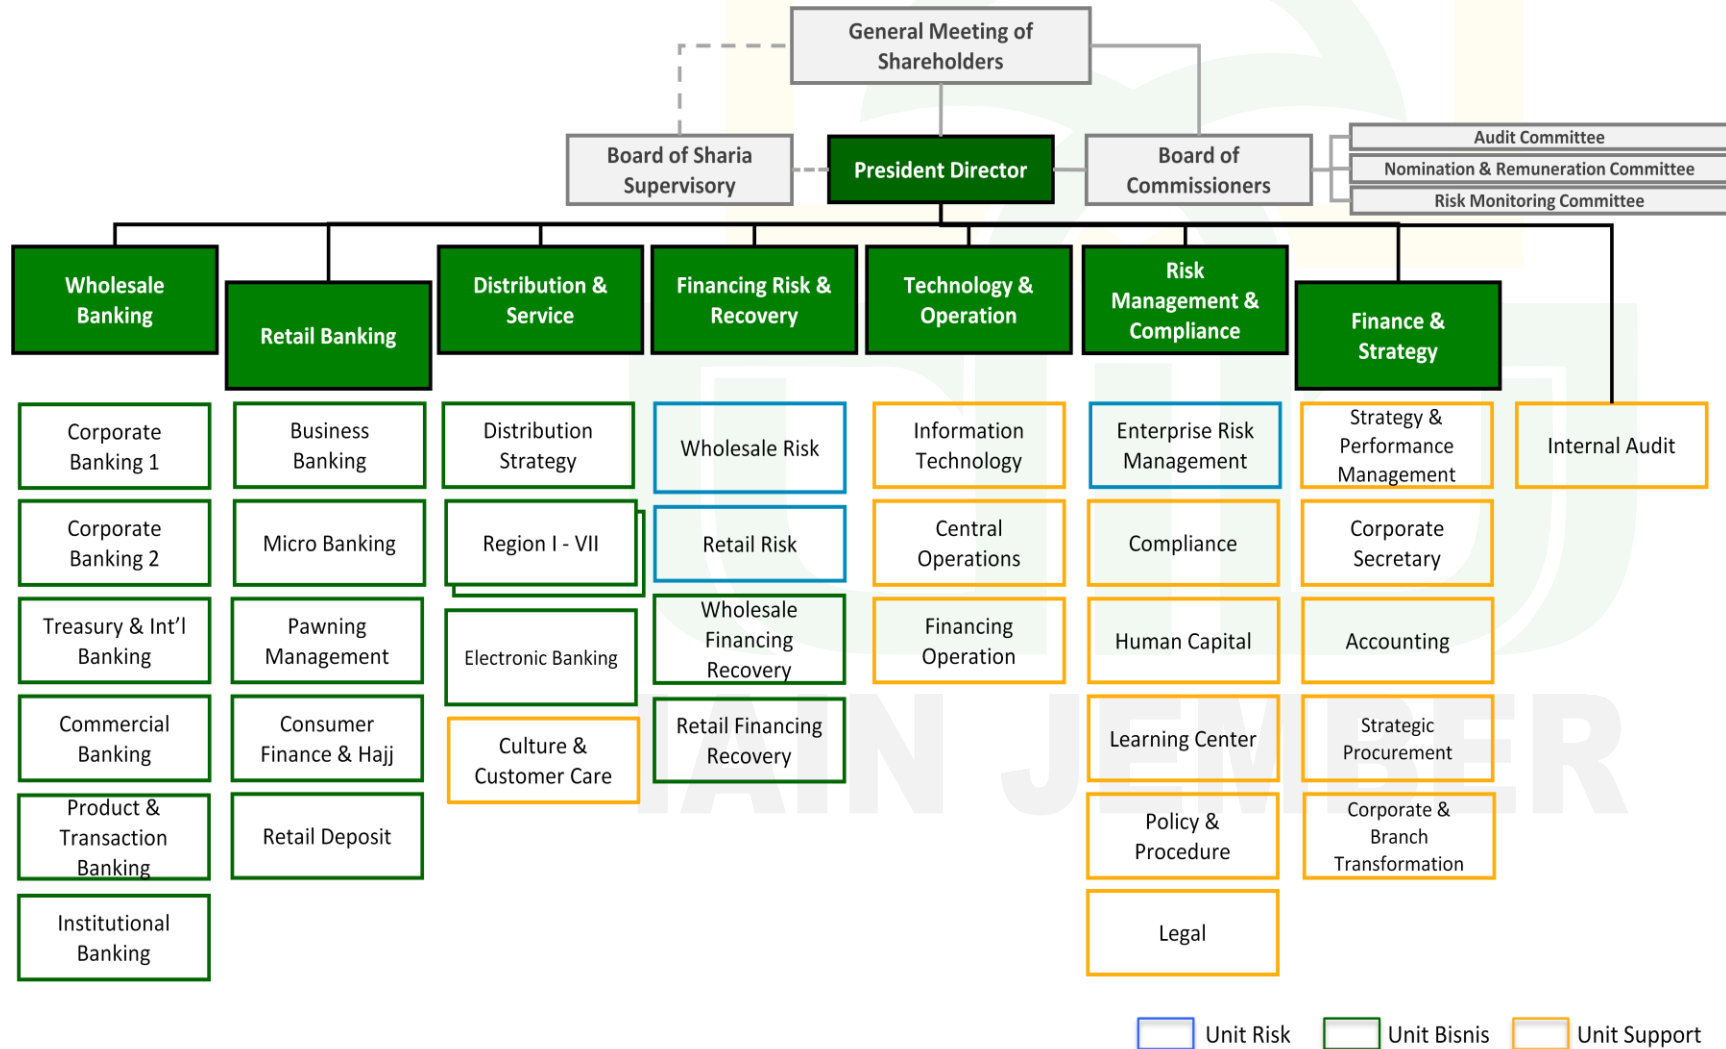 General Meeting of
Shareholders
Board of Sharia
Supervisory
President Director
Board of
Commissioners
Audit Committee
Nomination & Remuneration Committee
Risk Monitoring Committee
Wholesale
Banking
Retail Banking
Distribution &
Service
Financing Risk &
Recovery
Technology &
Operation
Risk
Management &
Compliance
Finance &
Strategy
Corporate
Banking 1
Corporate
Banking 2
Treasury & Int'l
Banking
Commercial
Banking
Product &
Transaction
Banking
Institutional
Banking
Business
Banking
Micro Banking
Pawning
Management
Consumer
Finance & Hajj
Retail Deposit
Distribution
Strategy
Region I - VII
Electronic Banking
Culture &
Customer Care
Wholesale Risk
Retail Risk
Wholesale
Financing
Recovery
Retail Financing
Recovery
Information
Technology
Central
Operations
Financing
Operation
Enterprise Risk
Management
Compliance
Human Capital
Learning Center
Policy &
Procedure
Legal
Strategy &
Performance
Management
Corporate
Secretary
Accounting
Strategic
Procurement
Corporate &
Branch
Transformation
Internal Audit
IAIN JEMBER
Unit Risk
Unit Bisnis
Unit Support